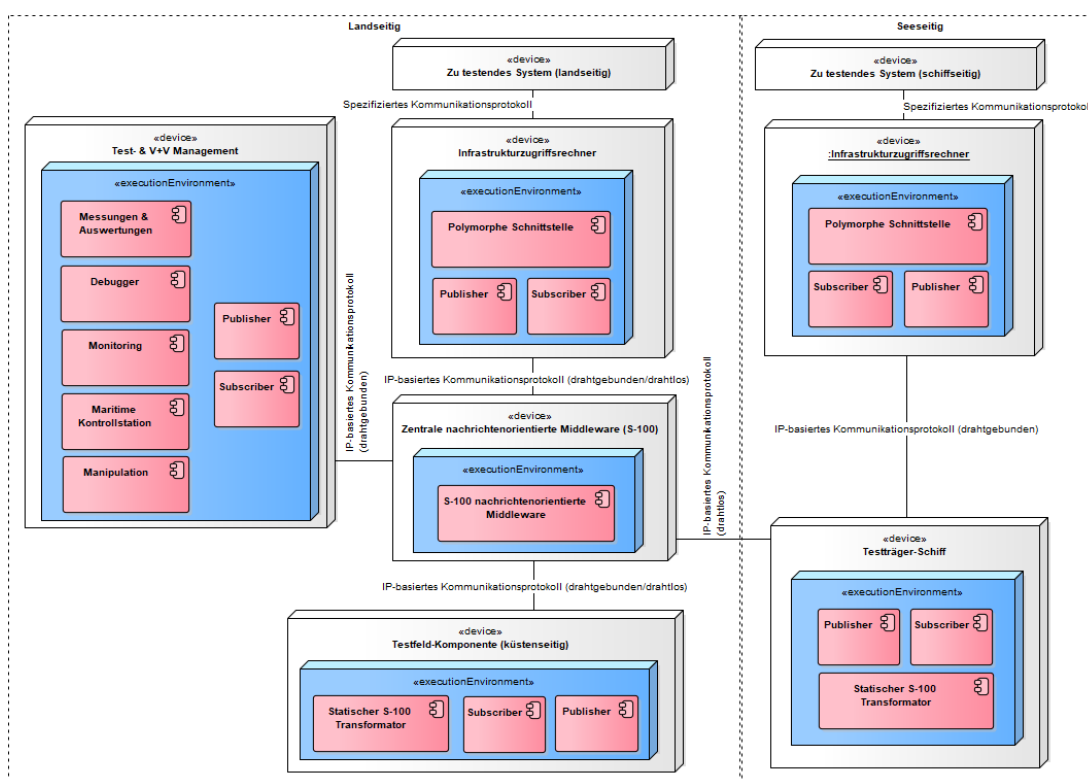 Landseitig
Seeseitig
«device»
Zu testendes System (landseitig)
«device»
Zu testendes System (schiffseitig)
Spezifiziertes Kommunikationsprotokoll
Spezifiziertes Kommunikationsprotokoll
«device»
Test- & V+V Management
«executionEnvironment»
Messungen &
Auswertungen
Debugger
Monitoring
Maritime
Kontrollstation
Manipulation
Publisher
Subscriber
IP-basiertes Kommunikationsprotokoll
(drahtgebunden)
«device»
Infrastrukturzugriffsrechner
«executionEnvironment»
Polymorphe Schnittstelle
Publisher
Subscriber
IP-basiertes Kommunikationsprotokoll (drahtgebunden/drahtlos)
«device»
Zentrale nachrichtenorientierte Middleware (S-100)
«executionEnvironment»
S-100 nachrichtenorientierte
Middleware
IP-basiertes Kommunikationsprotokoll (drahtgebunden/drahtlos)
«device»
Testfeld-Komponente (küstenseitig)
«executionEnvironment»
Statischer S-100
Transformator
Subscriber
Publisher
IP-basiertes Kommunikationsprotokoll
(drahtlos)
«device»
:Infrastrukturzugriffsrechner
«executionEnvironment»
Polymorphe Schnittstelle
Subscriber
Publisher
IP-basiertes Kommunikationsprotokoll (drahtgebunden)
«device»
Testträger-Schiff
«executionEnvironment»
Publisher
Subscriber
Statischer S-100
Transformator